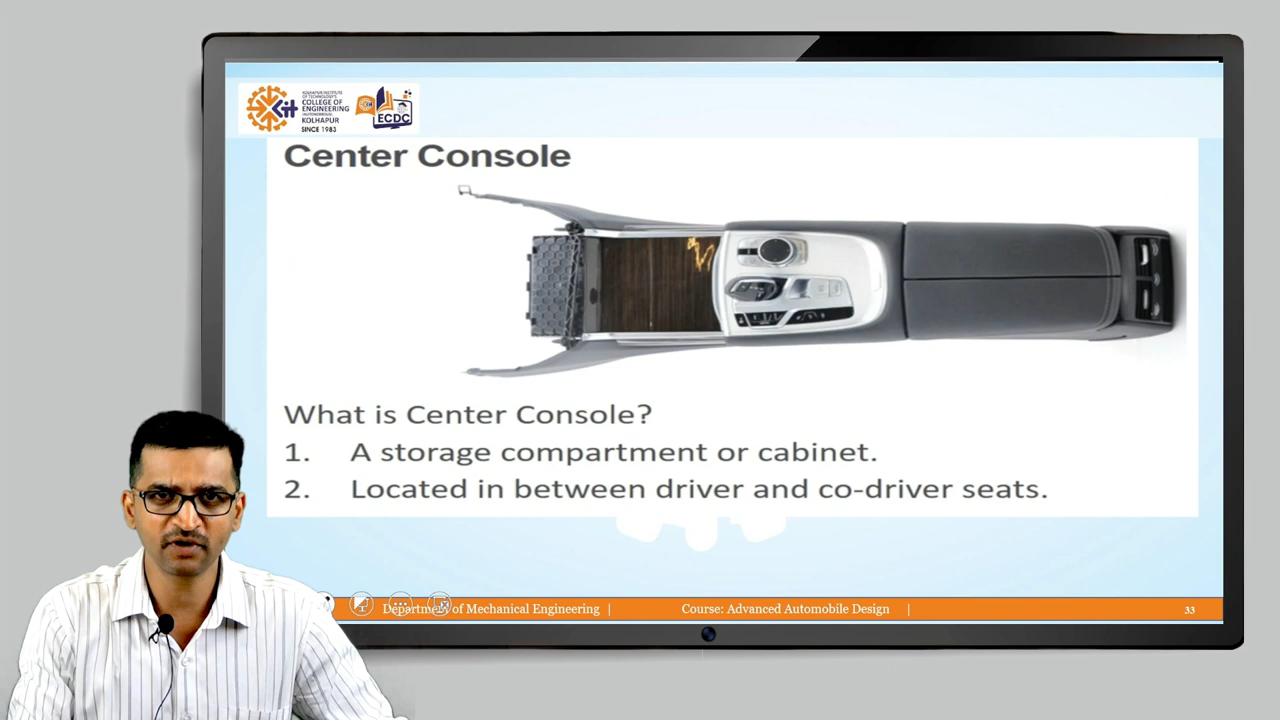 KOLHAPUR INSTITUTE
OF TECHNOLOGY'S
COLLEGE OF
ENGINEERING
(AUTONOMOUS),
KOLHAPUR
SINCE 1983
ECDC
Center Console
What is Center Console?
1. A storage compartment or cabinet.
2. Located in between driver and co-driver seats.
Department of Mechanical Engineering | Course: Advanced Automobile Design | 33